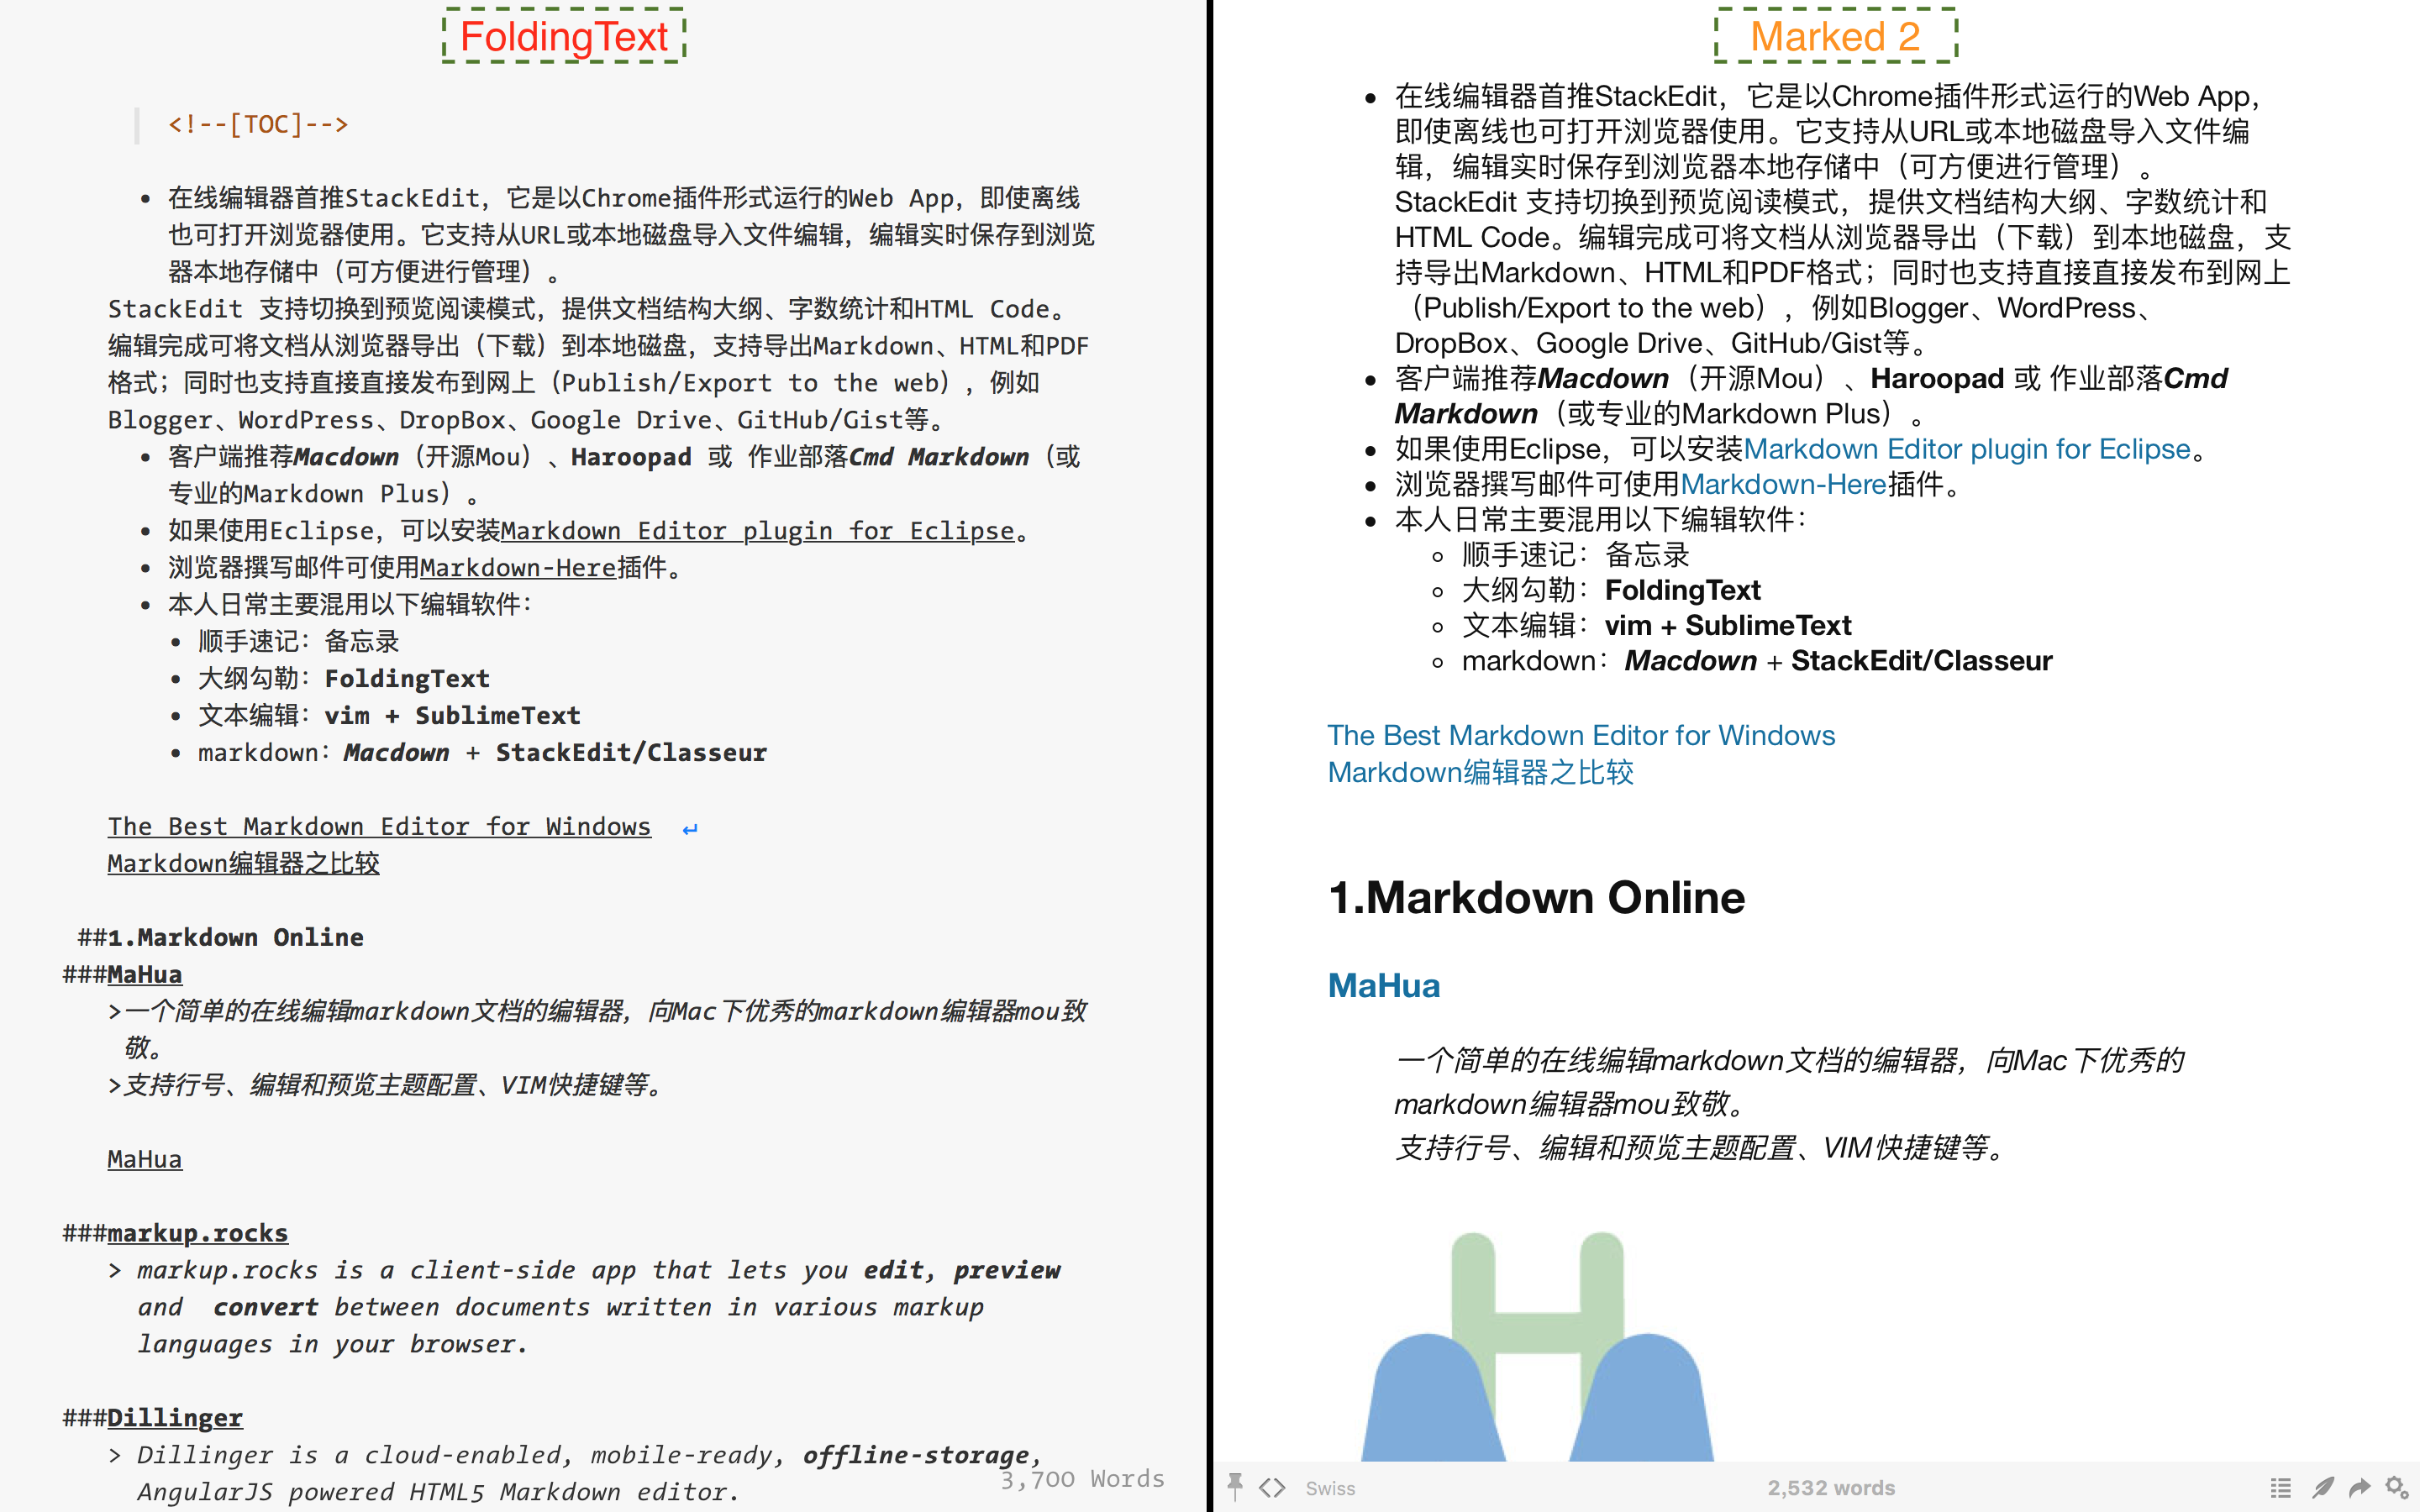 FoldingText
<!--[TOC]-->
• 在线编辑器首推StackEdit，它是以Chrome插件形式运行的Web App，即使离线
也可打开浏览器使用。它支持从URL或本地磁盘导入文件编辑，编辑实时保存到浏览
器本地存储中（可方便进行管理）。
StackEdit 支持切换到预览阅读模式，提供文档结构大纲、字数统计和HTML Code。
编辑完成可将文档从浏览器导出（下载）到本地磁盘，支持导出Markdown、HTML和PDF
格式；同时也支持直接直接发布到网上（Publish/Export to the web），例如
Blogger、WordPress、DropBox、Google Drive、GitHub/Gist等。
• 客户端推荐Macdown（开源Mou）、Haroopad 或 作业部落Cmd Markdown（或
专业的Markdown Plus）。
• 如果使用Eclipse，可以安装Markdown Editor plugin for Eclipse。
• 浏览器撰写邮件可使用Markdown-Here插件。
• 本人日常主要混用以下编辑软件：
• 顺手速记：备忘录
• 大纲勾勒：FoldingText
• 文本编辑：vim + SublimeText
• markdown：Macdown + StackEdit/Classeur
The Best Markdown Editor for Windows ↵
Markdown编辑器之比较
##1.Markdown Online
###MaHua
>一个简单的在线编辑markdown文档的编辑器，向Mac下优秀的markdown编辑器mou致
敬。
>支持行号、编辑和预览主题配置、VIM快捷键等。
MaHua
###markup.rocks
> markup.rocks is a client-side app that lets you edit, preview
and  convert between documents written in various markup
languages in your browser.
###Dillinger
> Dillinger is a cloud-enabled, mobile-ready, offline-storage,
AngularJS powered HTML5 Markdown editor.
3,700 Words
Marked 2
• 在线编辑器首推StackEdit，它是以Chrome插件形式运行的Web App，
即使离线也可打开浏览器使用。它支持从URL或本地磁盘导入文件编
辑，编辑实时保存到浏览器本地存储中（可方便进行管理）。
StackEdit 支持切换到预览阅读模式，提供文档结构大纲、字数统计和
HTML Code。编辑完成可将文档从浏览器导出（下载）到本地磁盘，支
持导出Markdown、HTML和PDF格式；同时也支持直接直接发布到网上
（Publish/Export to the web），例如Blogger、WordPress、
DropBox、Google Drive、GitHub/Gist等。
• 客户端推荐Macdown（开源Mou）、Haroopad 或 作业部落Cmd
Markdown（或专业的Markdown Plus）。
• 如果使用Eclipse，可以安装Markdown Editor plugin for Eclipse。
• 浏览器撰写邮件可使用Markdown-Here插件。
• 本人日常主要混用以下编辑软件：
◦ 顺手速记：备忘录
◦ 大纲勾勒：FoldingText
◦ 文本编辑：vim + SublimeText
◦ markdown：Macdown + StackEdit/Classeur
The Best Markdown Editor for Windows
Markdown编辑器之比较
1.Markdown Online
MaHua
一个简单的在线编辑markdown文档的编辑器，向Mac下优秀的
markdown编辑器mou致敬。
支持行号、编辑和预览主题配置、VIM快捷键等。
Swiss
2,532 words